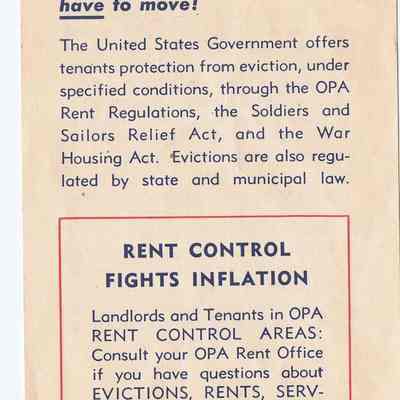 have to move!
The United States Government offers
tenants protection from eviction, under
specified conditions, through the OPA
Rent Regulations, the Soldiers and
Sailors Relief Act, and the War
Housing Act. Evictions are also regu-
lated by state and municipal law.
RENT CONTROL
FIGHTS INFLATION
Landlords and Tenants in OPA
RENT CONTROL AREAS:
Consult your OPA Rent Office
if you have questions about
EVICTIONS, RENTS, SERV-